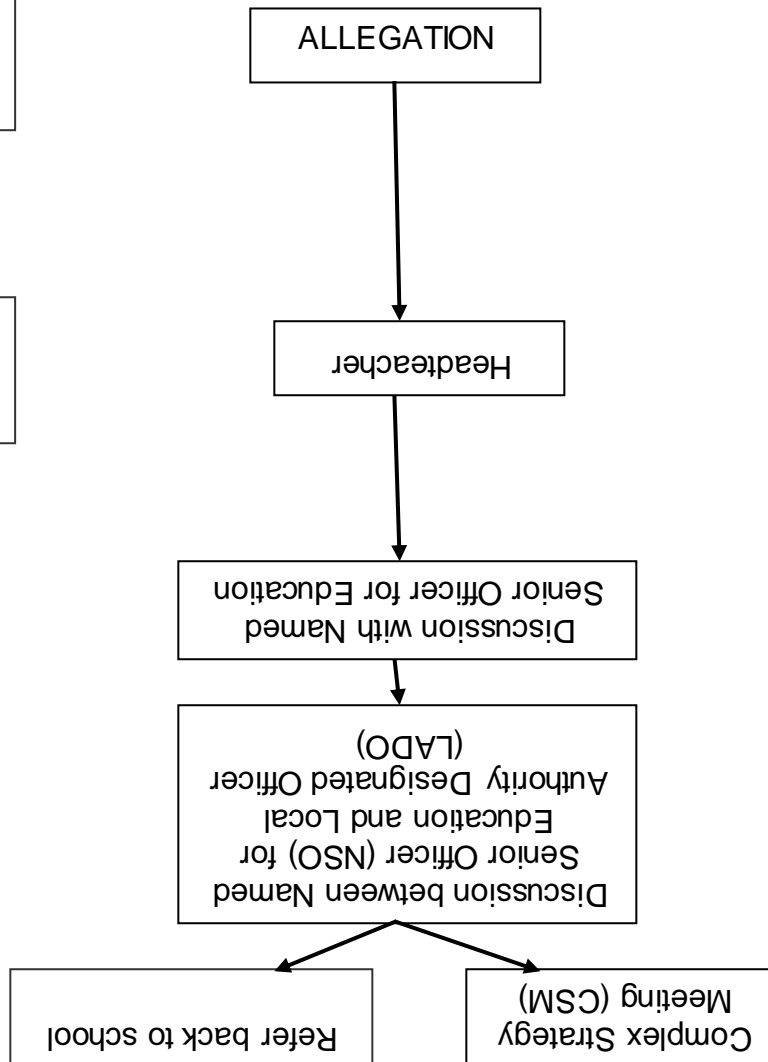 ALLEGATION
Headteacher
Discussion with Named
Senior Officer for Education
Discussion between Named
Senior Officer (NSO) for
Education and Local
Authority Designated Officer
(LADO)
Refer back to school
Complex Strategy
Meeting (CSM)